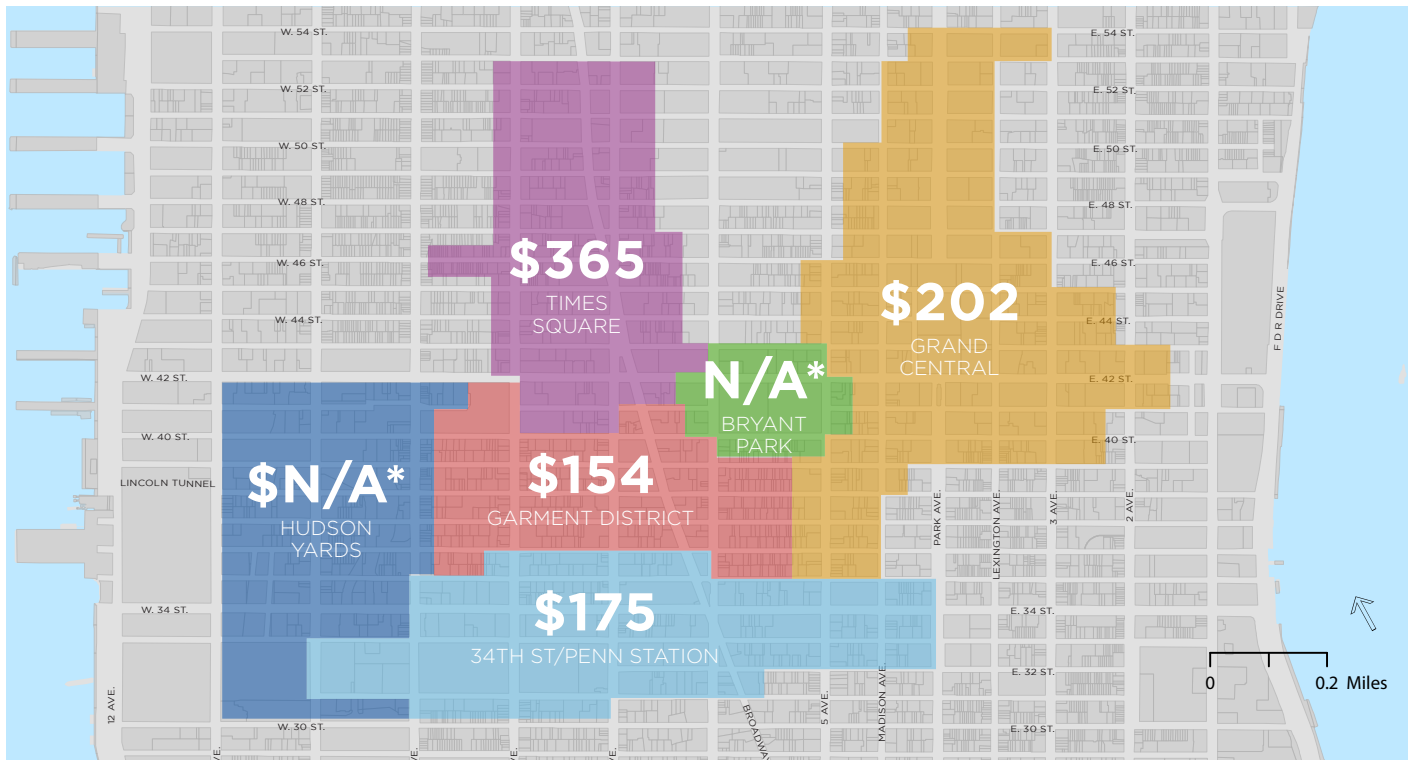 W. 54 ST.
E. 54 ST.
W. 52 ST.
E. 52 ST.
W. 50 ST.
E. 50 ST.
W. 48 ST.
E. 48 ST.
W. 46 ST.
E. 46 ST.
$365
TIMES
SQUARE
W. 44 ST.
E. 44 ST.
$202
GRAND
CENTRAL
F D R DRIVE
W. 42 ST.
E. 42 ST.
N/A*
BRYANT
PARK
W. 40 ST.
E. 40 ST.
LINCOLN TUNNEL
$N/A*
HUDSON
YARDS
$154
GARMENT DISTRICT
PARK AVE.
LEXINGTON AVE.
3 AVE.
2 AVE.
W. 34 ST.
E. 34 ST.
$175
34TH ST/PENN STATION
E. 32 ST.
12 AVE.
5 AVE.
MADISON AVE.
0
0.2 Miles
W. 30 ST.
E. 30 ST.